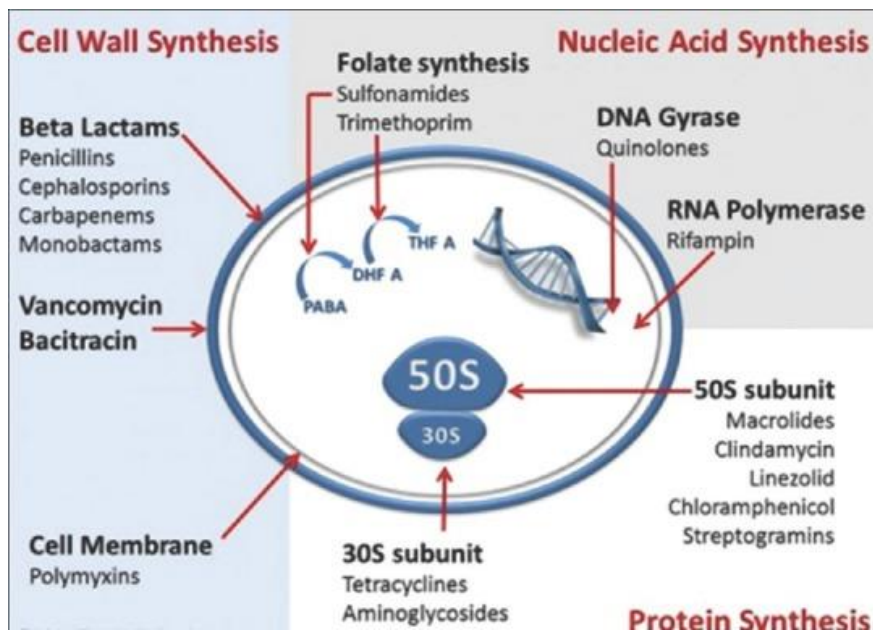 Cell Wall Synthesis
Nucleic Acid Synthesis
Folate synthesis
Sulfonamides
Trimethoprim
Beta Lactams
Penicillins
Cephalosporins
Carbapenems
Monobactams
DNA Gyrase
Quinolones
RNA Polymerase
Rifampin
THF A
DHF A
PABA
Vancomycin
Bacitracin
50S
30S
50S subunit
Macrolides
Clindamycin
Linezolid
Chloramphenicol
Streptogramins
Cell Membrane
Polymyxins
30S subunit
Tetracyclines
Aminoglycosides
Protein Synthesis